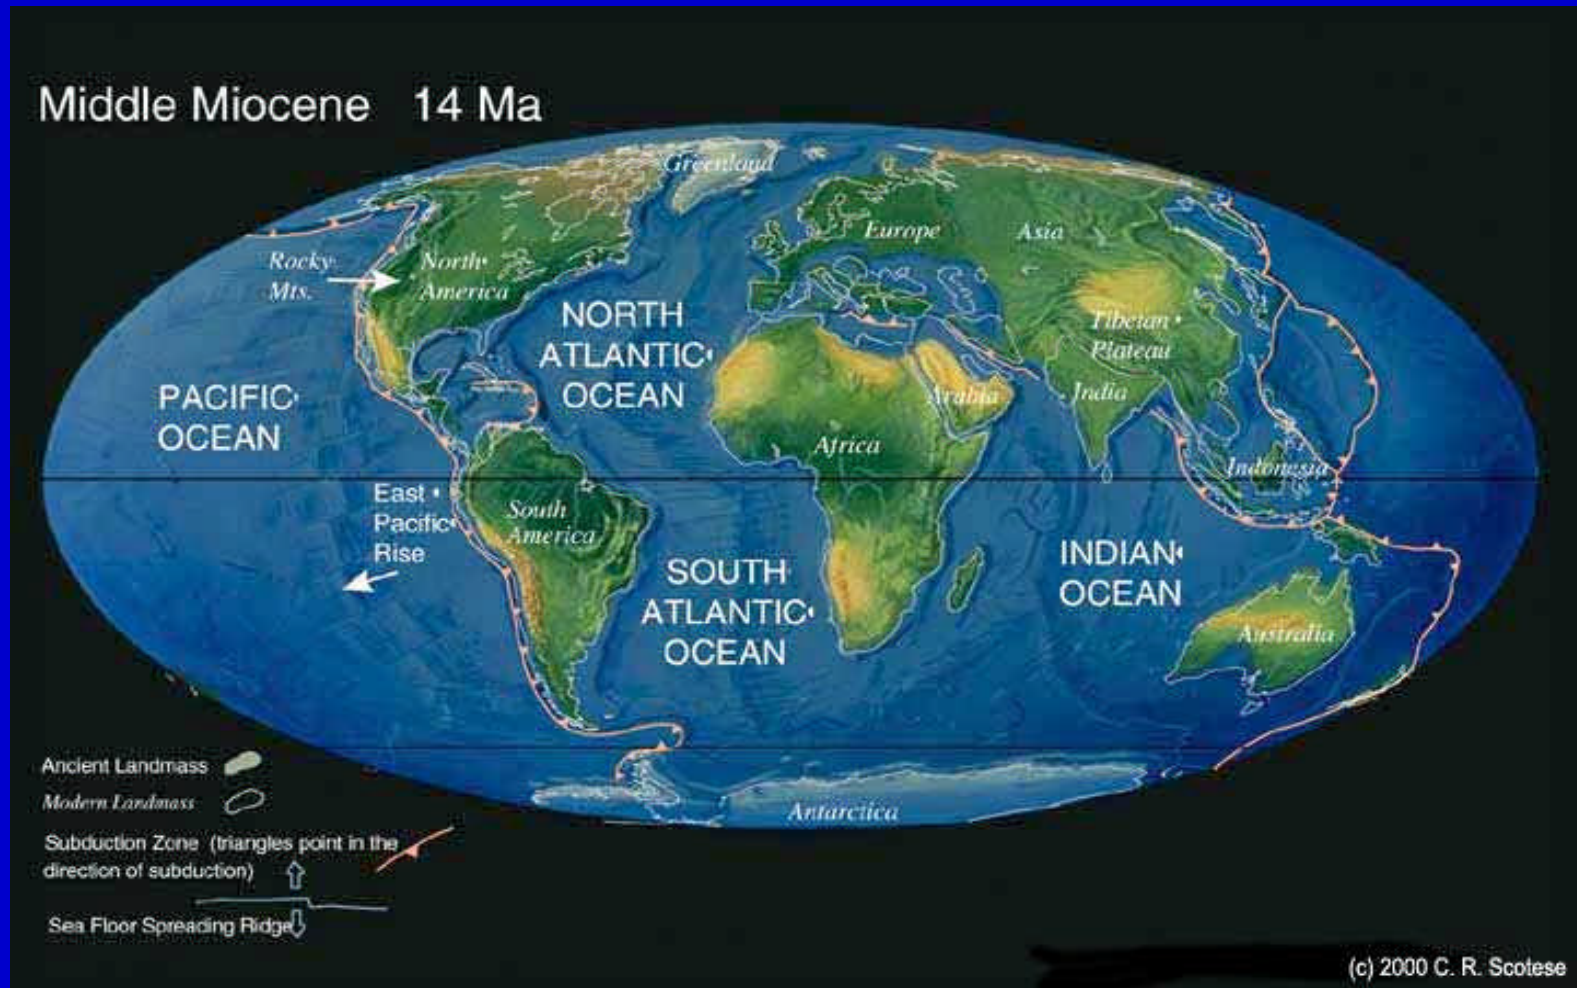 Middle Miocene 14 Ma
Greenland
Rocky
Mts.
North
America
Europe
Asia
NORTH
ATLANTIC
OCEAN
Tibetan
Plateau
PACIFIC
OCEAN
India
Arabia
Africa
Indonesia
East
Pacific
Rise
South
America
SOUTH
ATLANTIC
OCEAN
INDIAN
OCEAN
Australia
Antarctica
Ancient Landmass
Modern Landmass
Subduction Zone (triangles point in the
direction of subduction)
Sea Floor Spreading Ridge
(c) 2000 C. R. Scotese